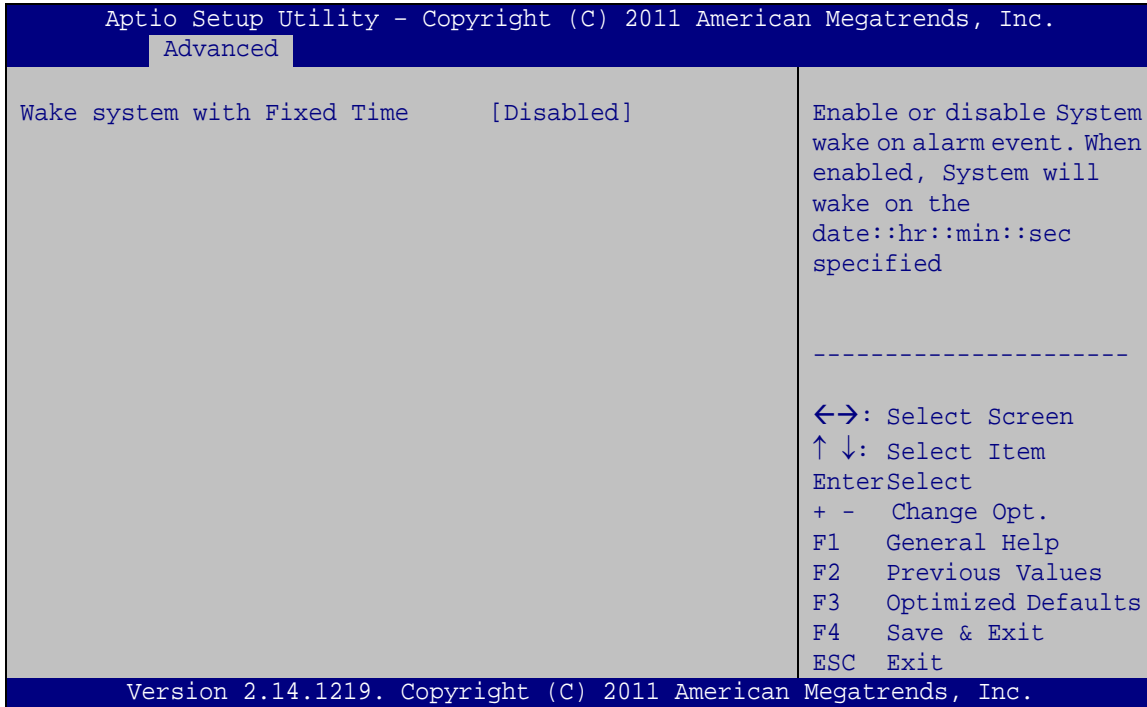 Aptio Setup Utility – Copyright (C) 2011 American Megatrends, Inc.
Advanced
Wake system with Fixed Time [Disabled]
Enable or disable System
wake on alarm event. When
enabled, System will
wake on the
date::hr::min::sec
specified
----------------------
←→: Select Screen
↑ ↓: Select Item
EnterSelect
+ - Change Opt.
F1 General Help
F2 Previous Values
F3 Optimized Defaults
F4 Save & Exit
ESC Exit
Version 2.14.1219. Copyright (C) 2011 American Megatrends, Inc.